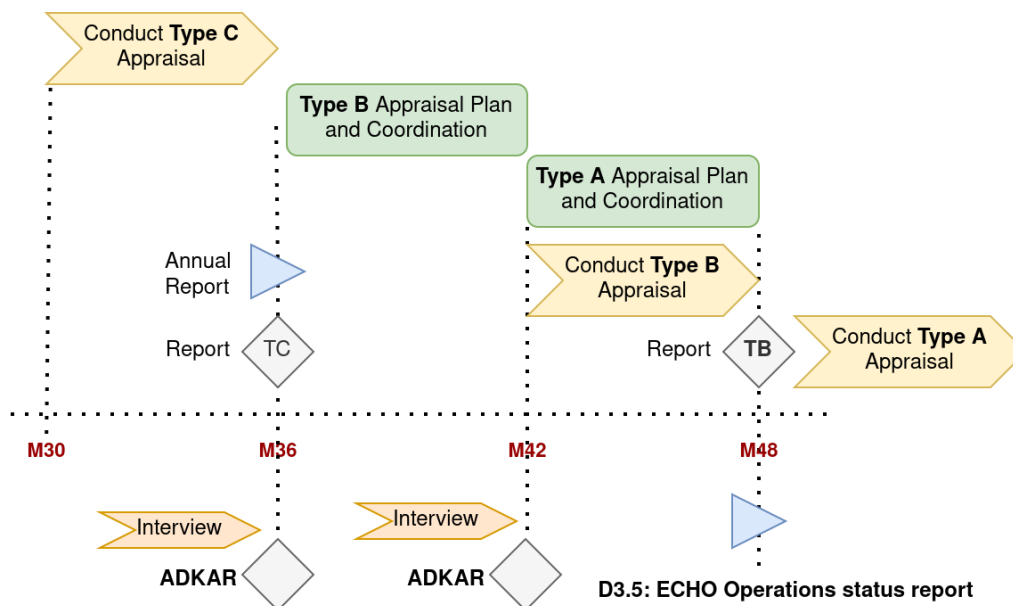 Conduct Type C
Appraisal
Type B Appraisal Plan
and Coordination
Type A Appraisal Plan
and Coordination
Annual
Report
Conduct Type B
Appraisal
Report
TC
Report
TB
Conduct Type A
Appraisal
M30
M36
M42
M48
Interview
Interview
ADKAR
ADKAR
D3.5: ECHO Operations status report